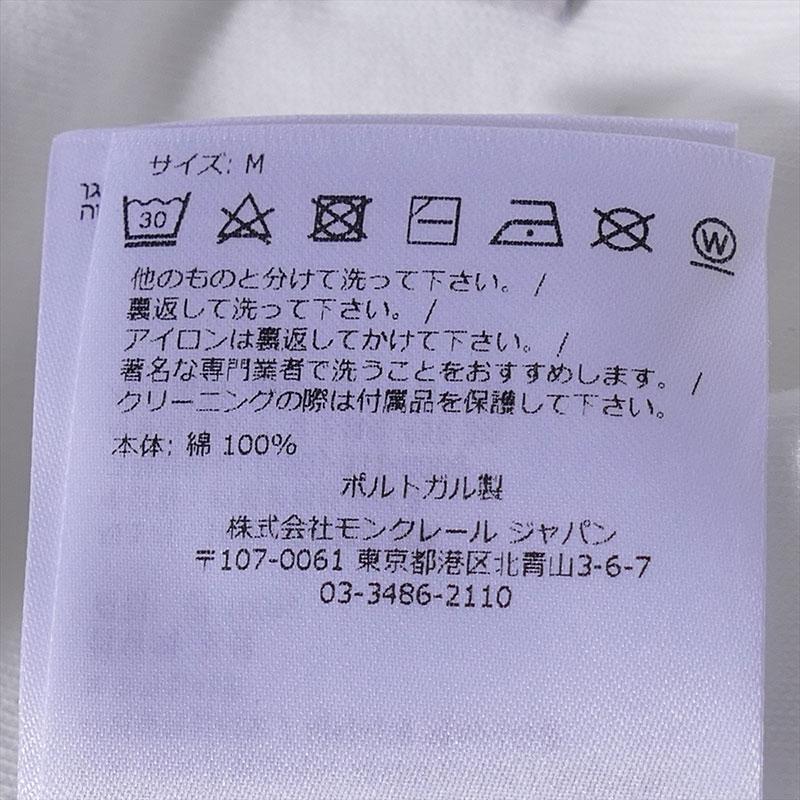 サイズ: M
30
W
他のものと分けて洗って下さい。 /
裏返して洗って下さい。 /
アイロンは裏返してかけて下さい。 /
著名な専門業者で洗うことをおすすめします。 /
クリーニングの際は付属品を保護して下さい。
本体: 綿 100%
ポルトガル製
株式会社モンクレール ジャパン
〒107-0061 東京都港区北青山3-6-7
03-3486-2110